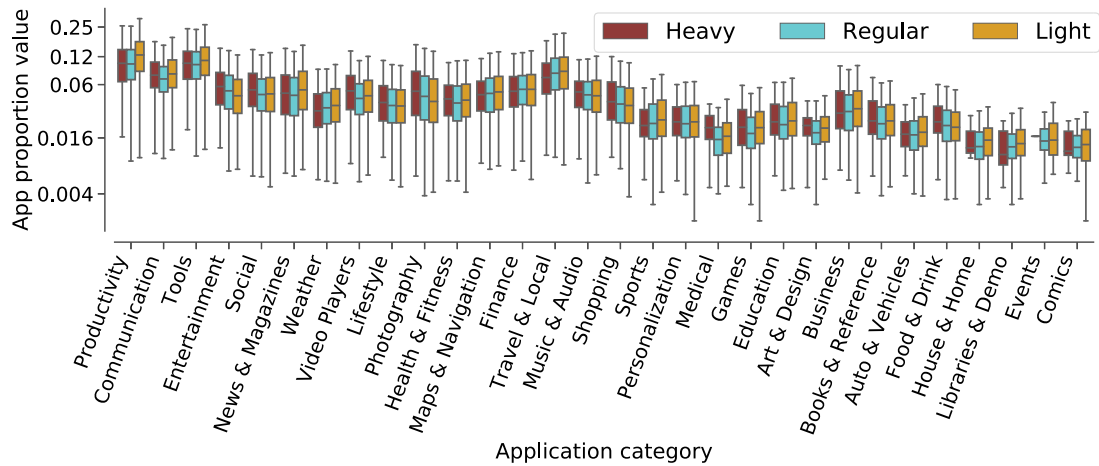 App proportion value
0.25
0.12
0.06
0.016
0.004
Heavy
Regular
Light
Productivity
Communication
Tools
Entertainment
Social
News & Magazines
Weather
Video Players
Lifestyle
Photography
Health & Fitness
Maps & Navigation
Finance
Travel & Local
Music & Audio
Shopping
Sports
Personalization
Medical
Games
Education
Art & Design
Business
Books & Reference
Auto & Vehicles
Food & Drink
House & Home
Libraries & Demo
Events
Comics
Application category